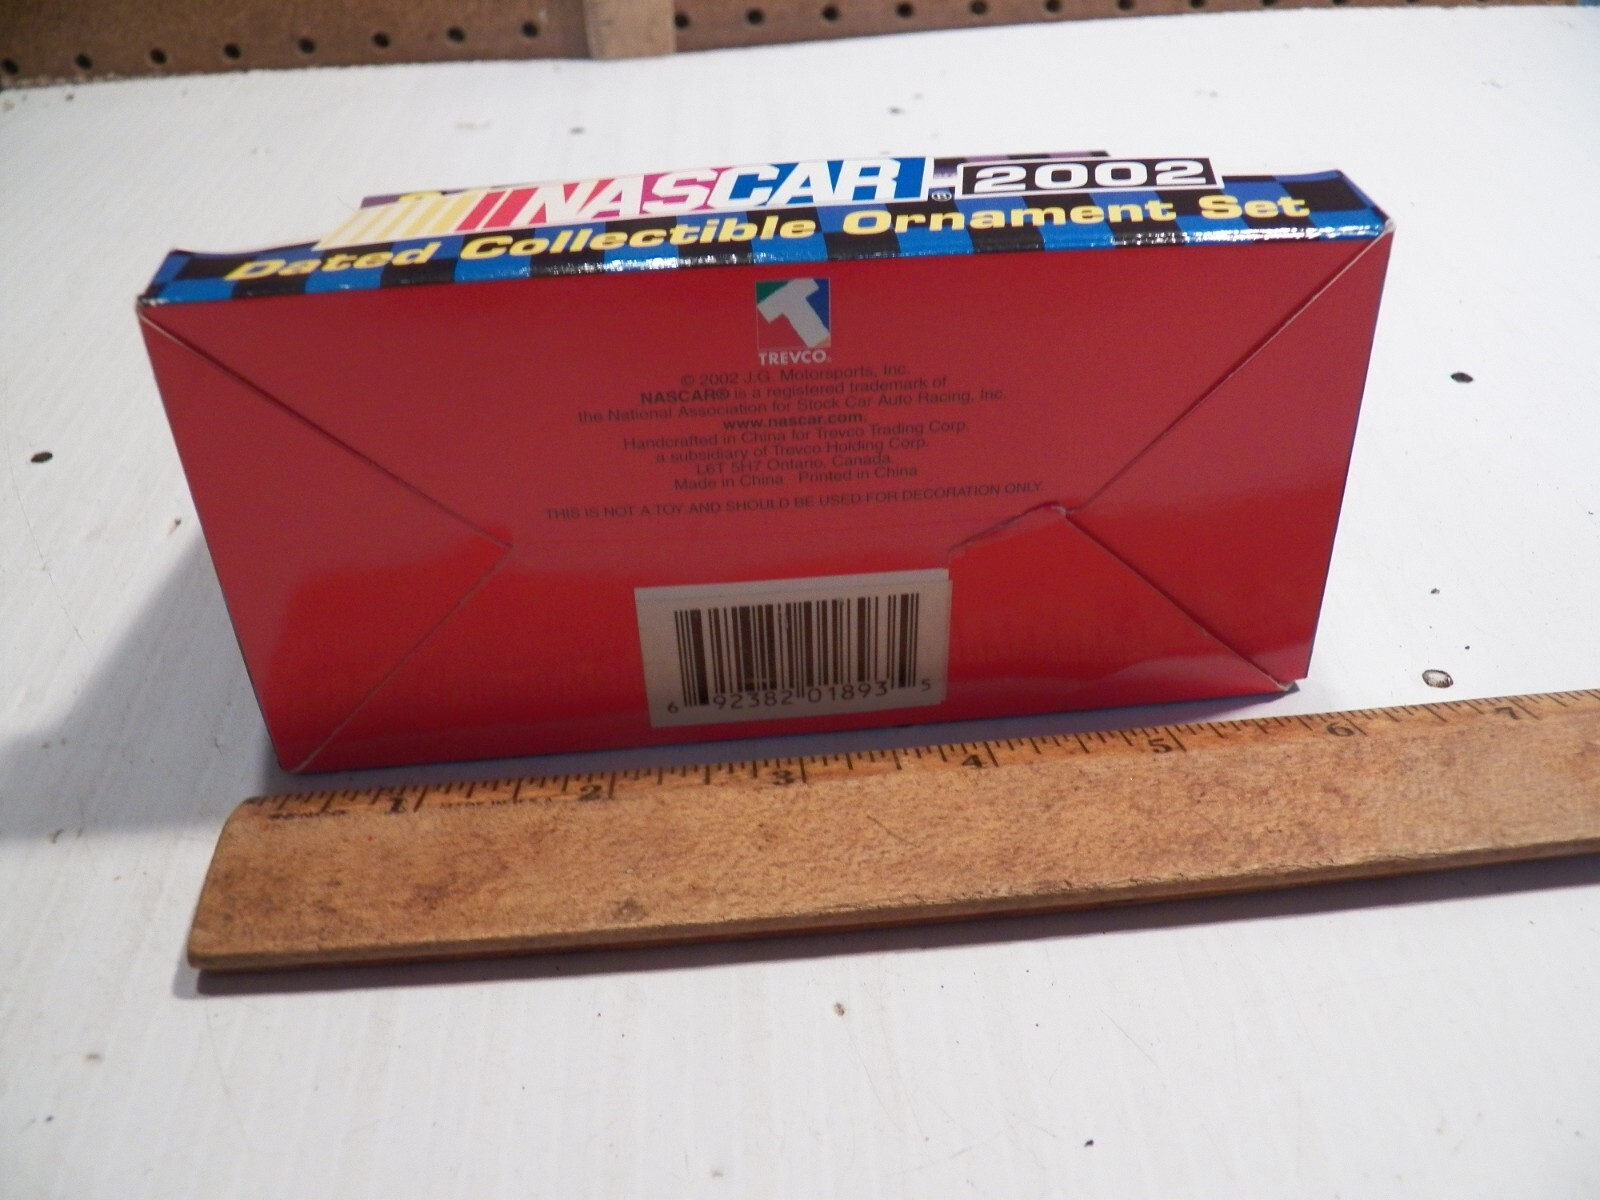 NASCAR® 2002
Dated Collectible Ornament Set
TREVCO®
© 2002 J.G. Motorsports, Inc.
NASCAR® is a registered trademark of
the National Association for Stock Car Auto Racing, Inc.
www.nascar.com.
Handcrafted in China for Trevco Trading Corp.
a subsidiary of Trevco Holding Corp.
L6T 5H7 Ontario, Canada.
Made in China Printed in China
THIS IS NOT A TOY AND SHOULD BE USED FOR DECORATION ONLY.
6 92382 01893 5
1 2 3 4 5 6 7